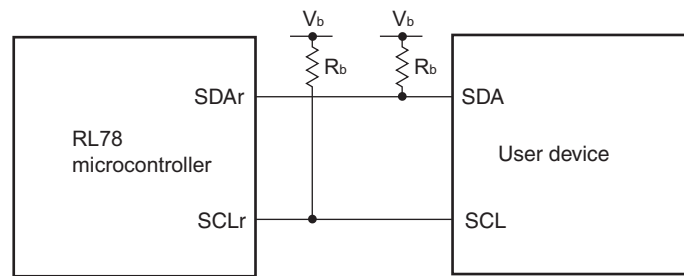 Vb Vb
Rb Rb
SDAr SDA
RL78
microcontroller
User device
SCLr SCL